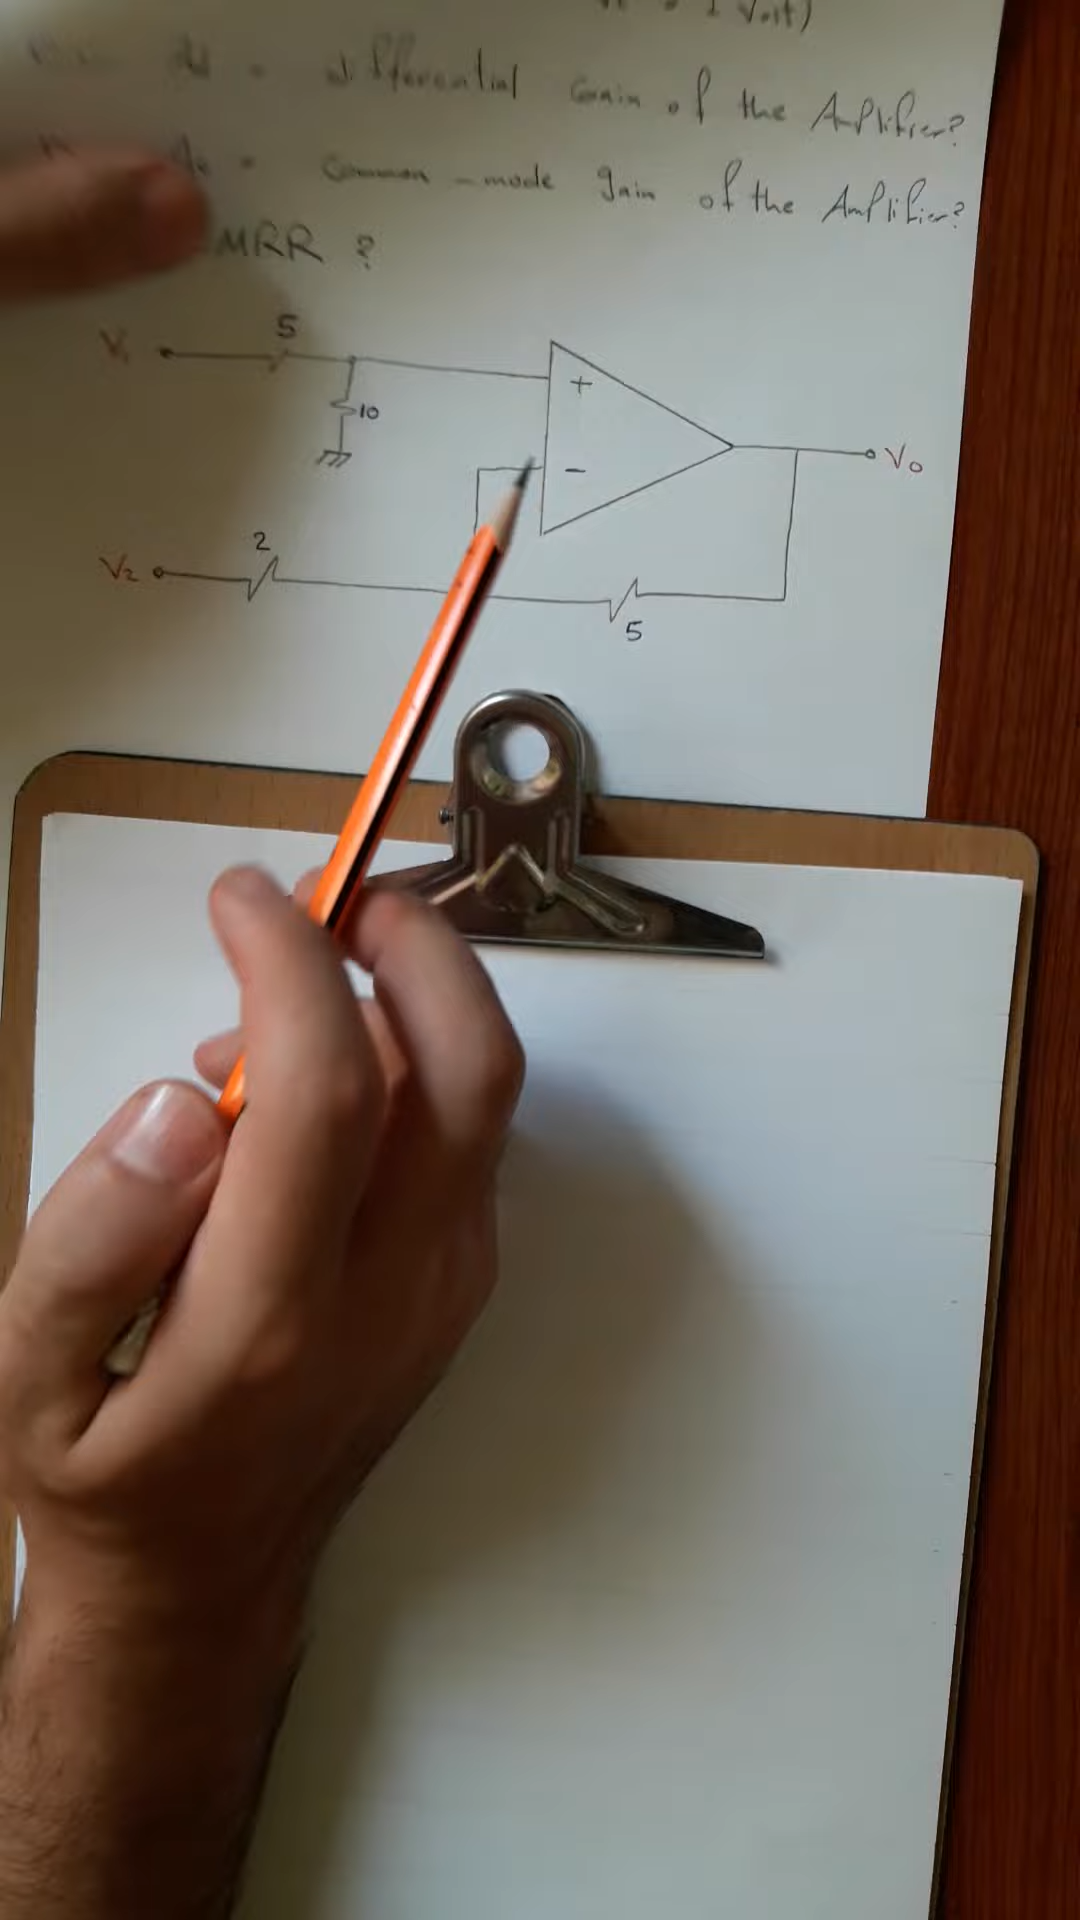 = 1 Volt)
Ad = differential Gain of the Amplifier?
Ac = Common-mode gain of the Amplifier?
MRR ?
5
V1
+
10
-
Vo
2
V2
5